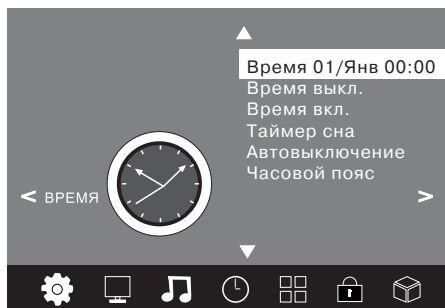 Время 01/Янв 00:00
Время выкл.
Время вкл.
Таймер сна
Автовыключение
Часовой пояс
< ВРЕМЯ >